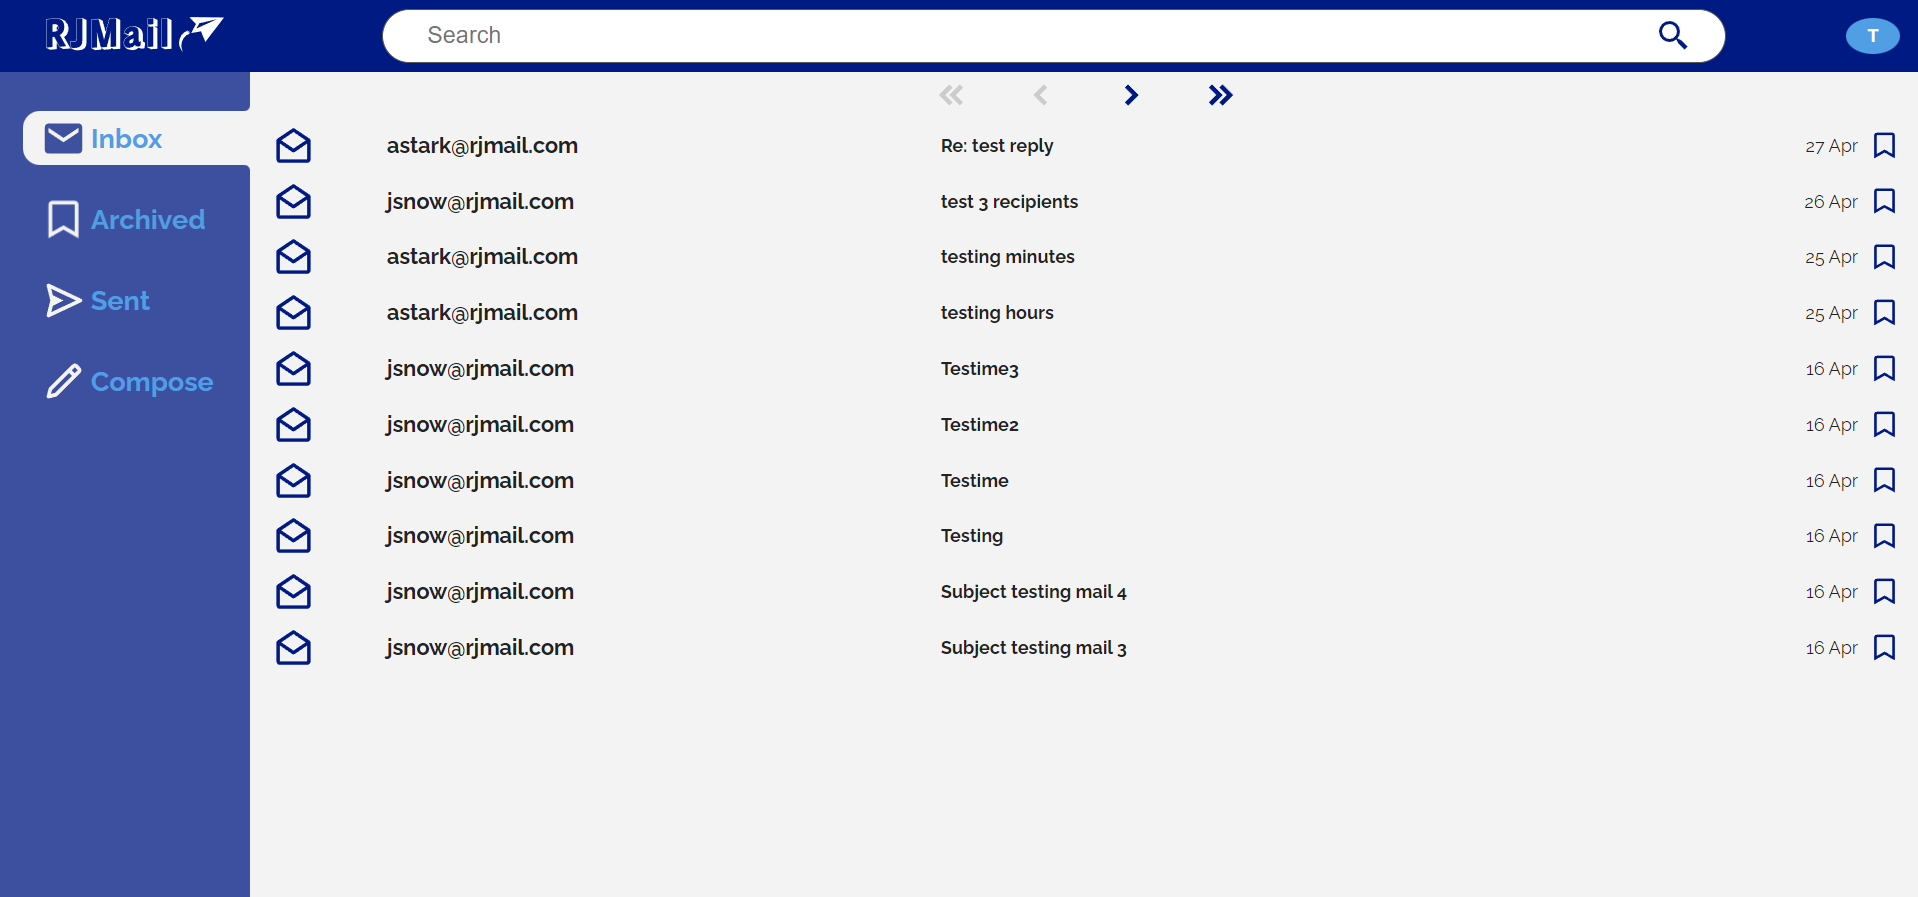 RJMail
Search
T
Inbox
Archived
Sent
Compose
astark@rjmail.com Re: test reply 27 Apr
jsnow@rjmail.com test 3 recipients 26 Apr
astark@rjmail.com testing minutes 25 Apr
astark@rjmail.com testing hours 25 Apr
jsnow@rjmail.com Testime3 16 Apr
jsnow@rjmail.com Testime2 16 Apr
jsnow@rjmail.com Testime 16 Apr
jsnow@rjmail.com Testing 16 Apr
jsnow@rjmail.com Subject testing mail 4 16 Apr
jsnow@rjmail.com Subject testing mail 3 16 Apr